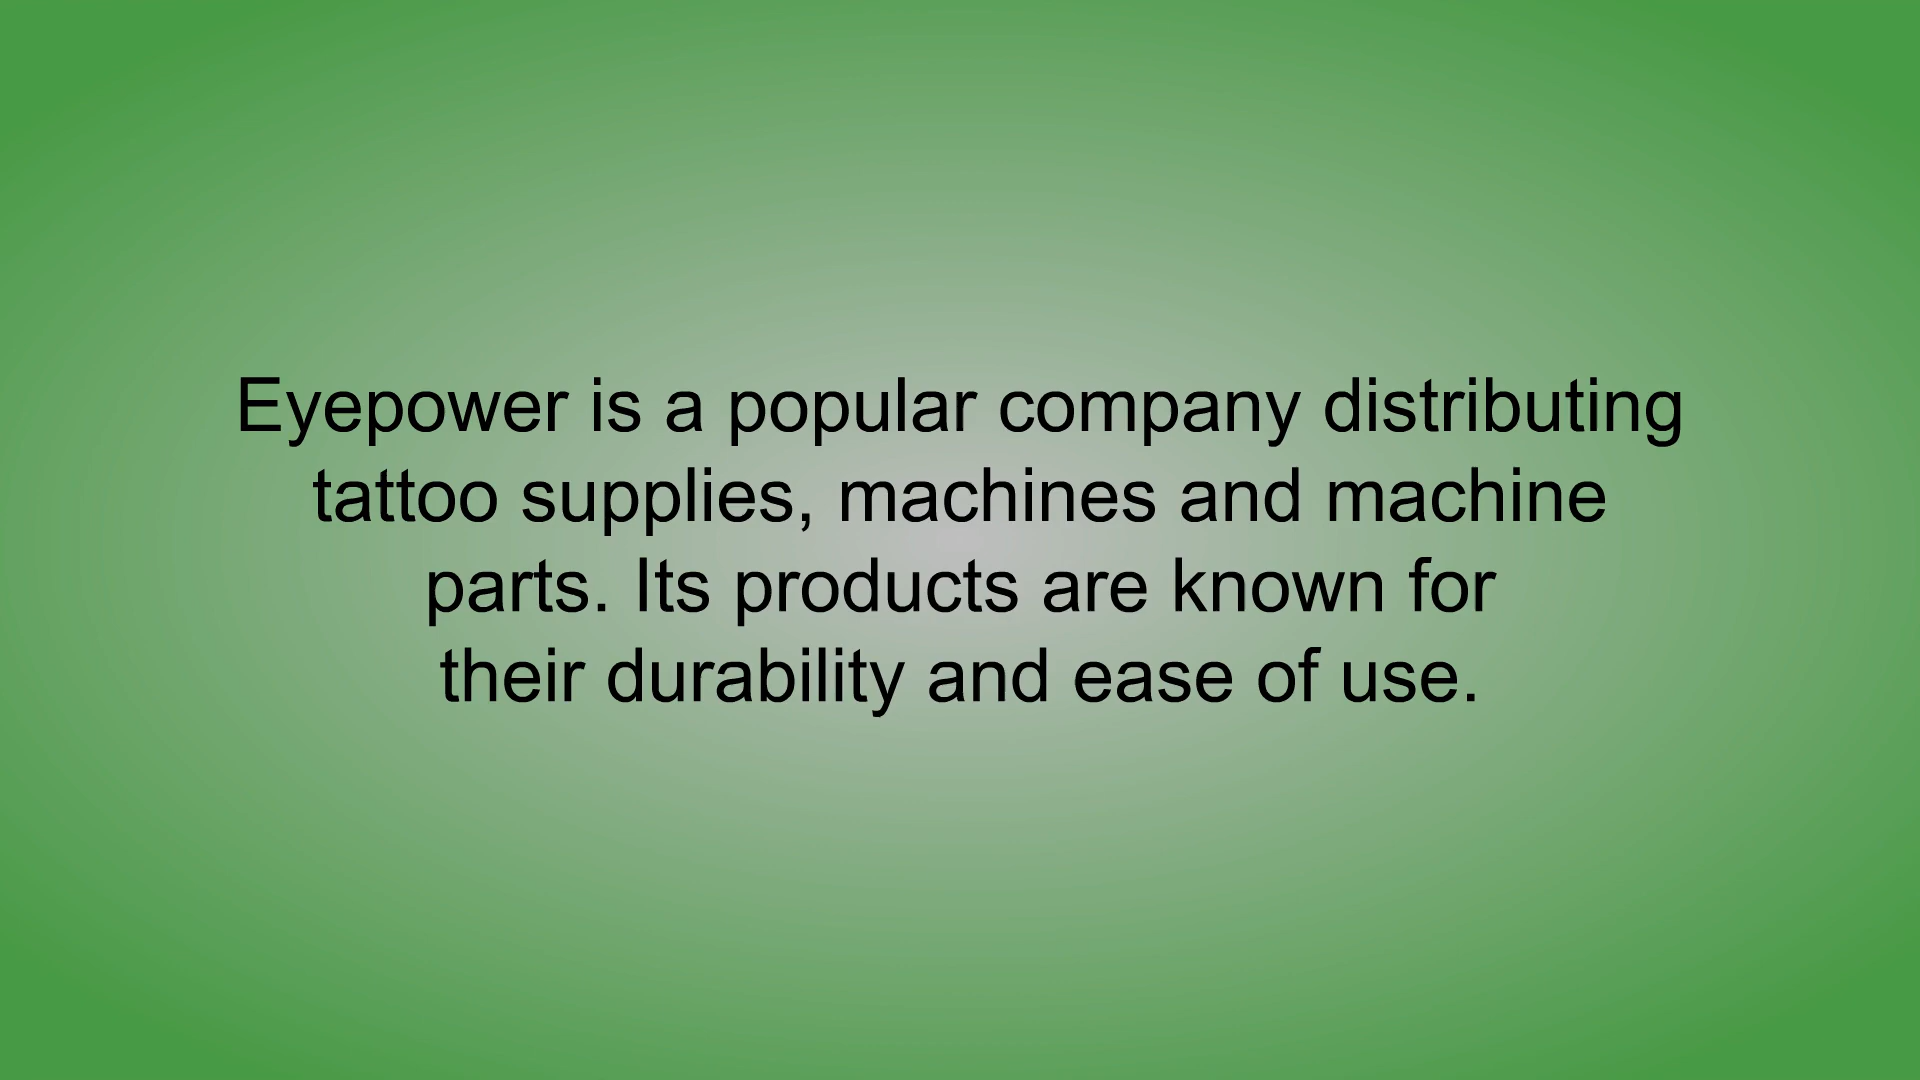 Eyepower is a popular company distributing
tattoo supplies, machines and machine
parts. Its products are known for
their durability and ease of use.